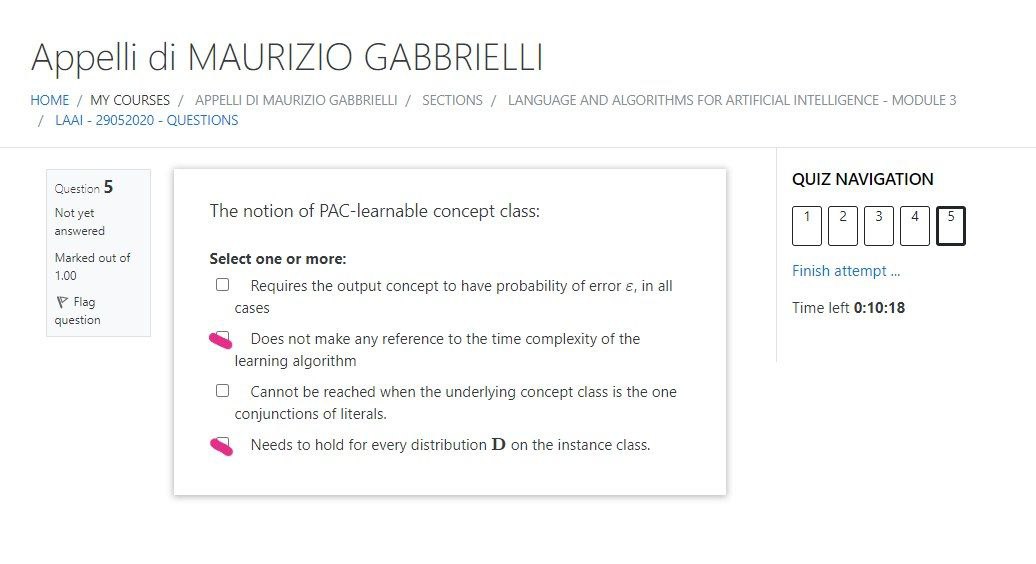 Appelli di MAURIZIO GABBRIELLI
HOME / MY COURSES / APPELLI DI MAURIZIO GABBRIELLI / SECTIONS / LANGUAGE AND ALGORITHMS FOR ARTIFICIAL INTELLIGENCE - MODULE 3
/ LAAI - 29052020 - QUESTIONS
Question 5
Not yet
answered
Marked out of
1.00
Flag
question
The notion of PAC-learnable concept class:
Select one or more:
Requires the output concept to have probability of error ε, in all
cases
Does not make any reference to the time complexity of the
learning algorithm
Cannot be reached when the underlying concept class is the one
conjunctions of literals.
Needs to hold for every distribution D on the instance class.
QUIZ NAVIGATION
1 2 3 4 5
Finish attempt ...
Time left 0:10:18